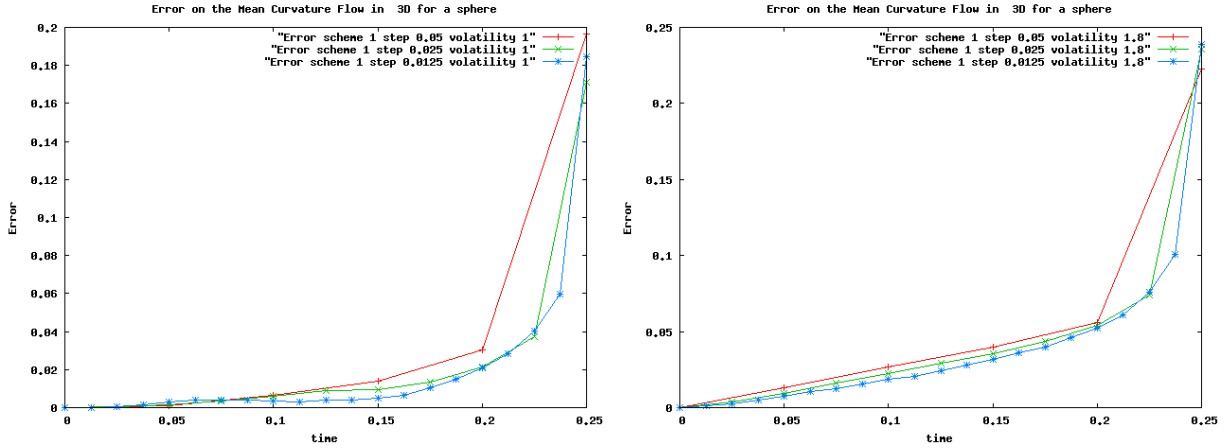 Error on the Mean Curvature Flow in  3D for a sphere
0.2
0.18
0.16
0.14
0.12
0.1
0.08
0.06
0.04
0.02
0
Error
"Error scheme 1 step 0.05 volatility 1"
"Error scheme 1 step 0.025 volatility 1"
"Error scheme 1 step 0.0125 volatility 1"
0 0.05 0.1 0.15 0.2 0.25
time
Error on the Mean Curvature Flow in  3D for a sphere
0.25
0.2
0.15
0.1
0.05
0
Error
"Error scheme 1 step 0.05 volatility 1.8"
"Error scheme 1 step 0.025 volatility 1.8"
"Error scheme 1 step 0.0125 volatility 1.8"
0 0.05 0.1 0.15 0.2 0.25
time